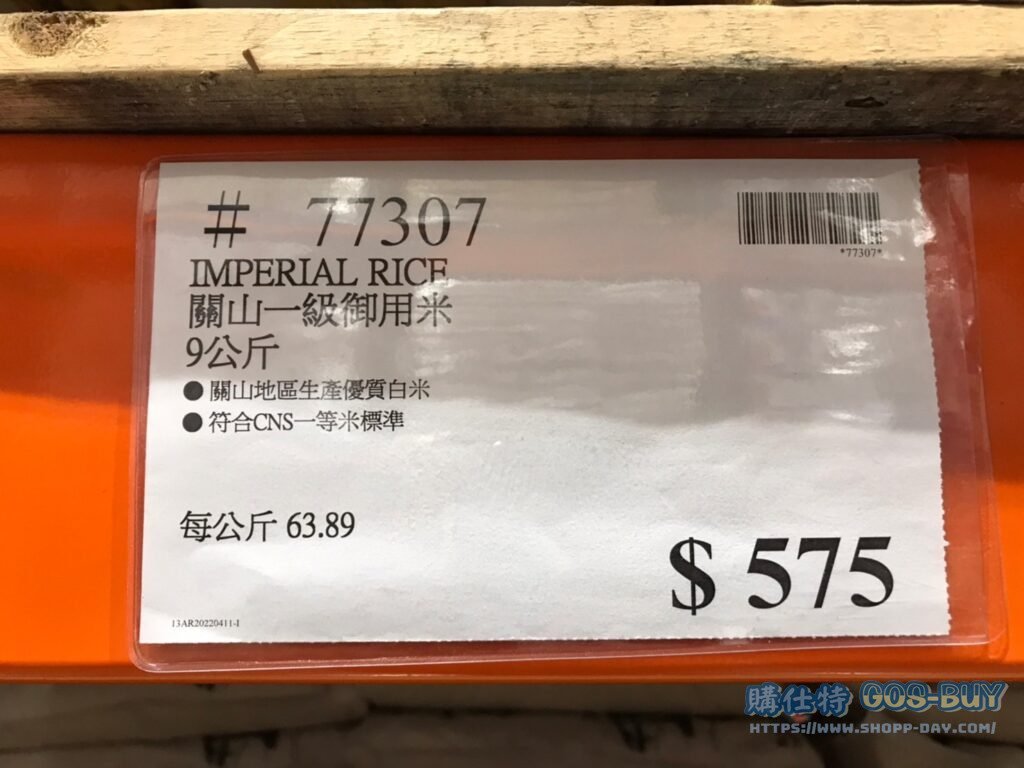 # 77307
*77307*
IMPERIAL RICE
關山一級御用米
9公斤
● 關山地區生產優質白米
● 符合CNS一等米標準
每公斤 63.89
$ 575
13AR20220411-I
購仕特 GOS-BUY
HTTPS://WWW.SHOPP-DAY.COM/